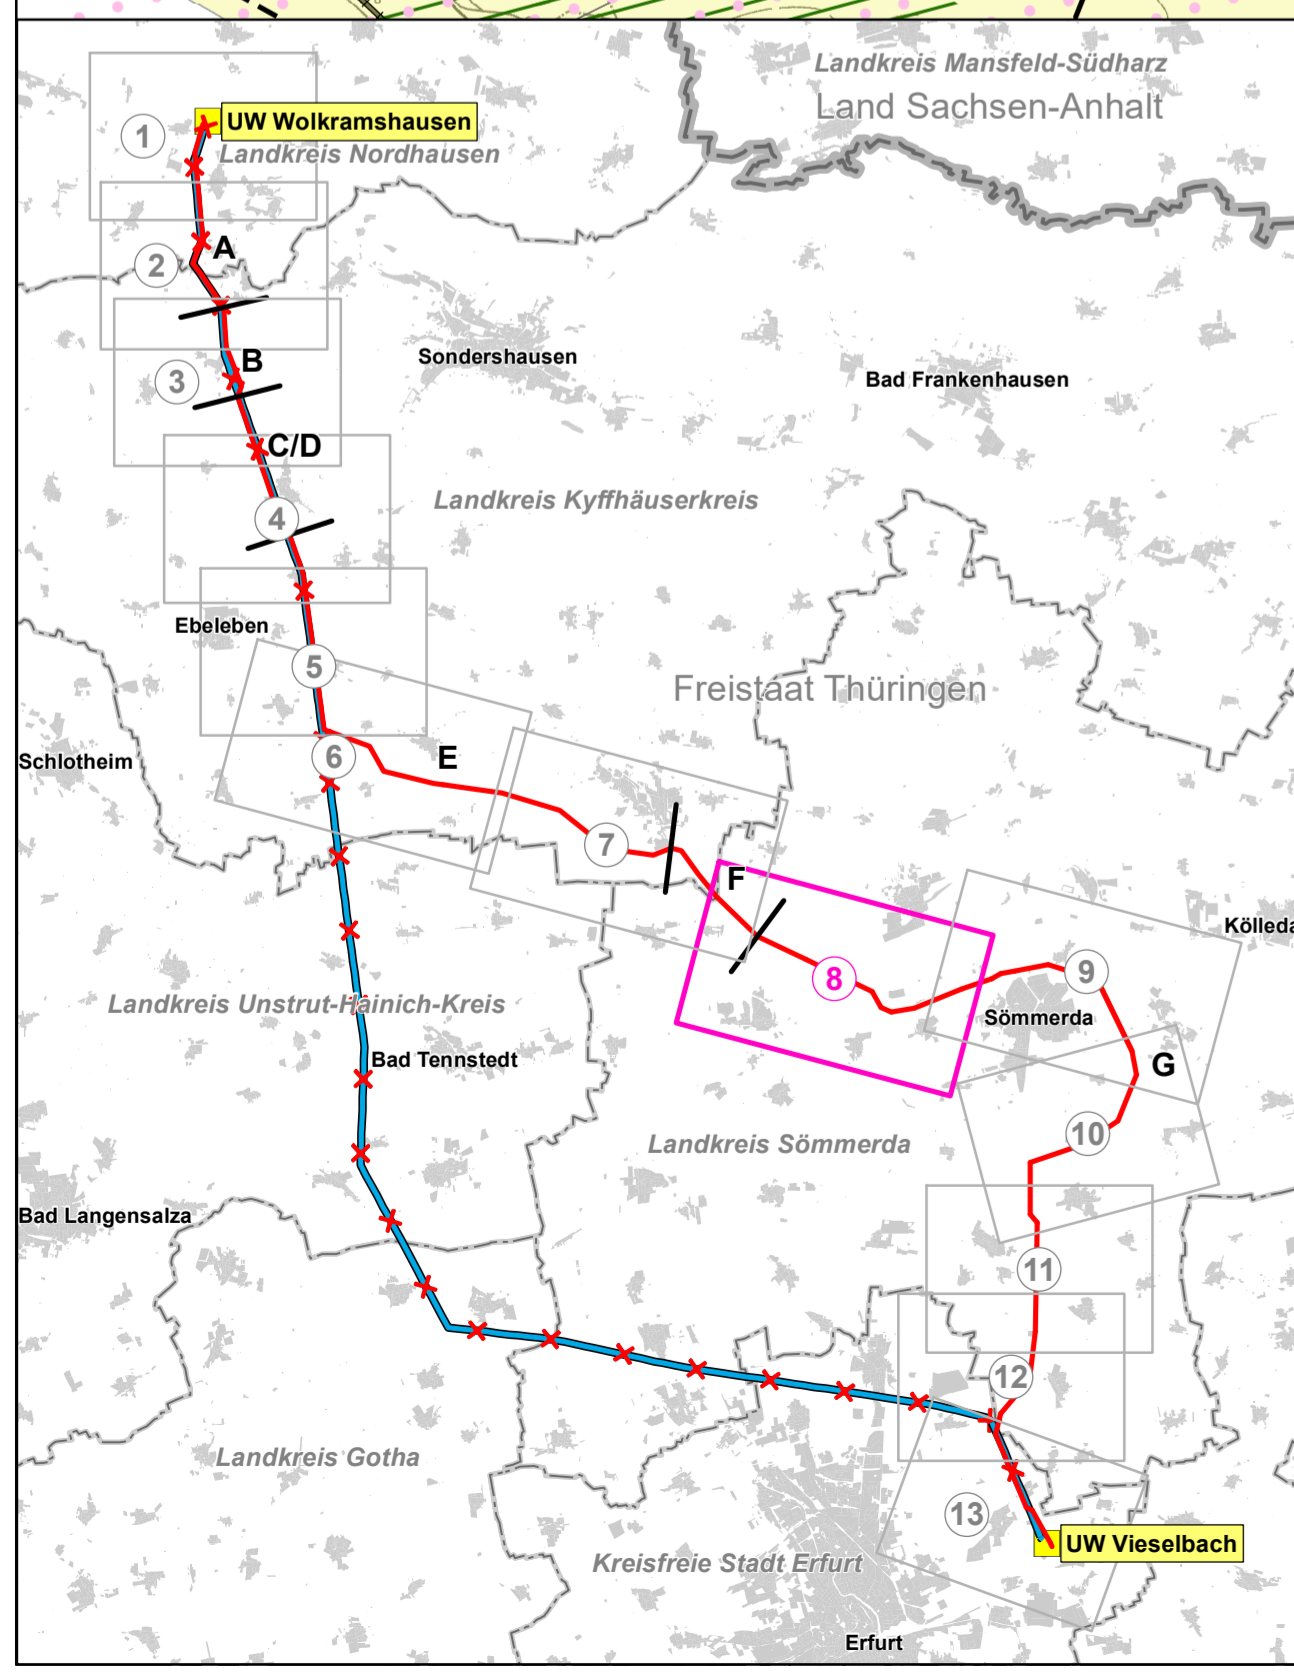 Landkreis Mansfeld-Südharz
Land Sachsen-Anhalt
UW Wolkramshausen
1
Landkreis Nordhausen
A
2
Sondershausen
B
3
Bad Frankenhausen
C/D
Landkreis Kyffhäuserkreis
4
Ebeleben
5
Freistaat Thüringen
Schlotheim
6
E
7
F
Kölleda
8
9
Landkreis Unstrut-Hainich-Kreis
Sömmerda
Bad Tennstedt
G
10
Landkreis Sömmerda
Bad Langensalza
11
12
Landkreis Gotha
13
UW Vieselbach
Kreisfreie Stadt Erfurt
Erfurt